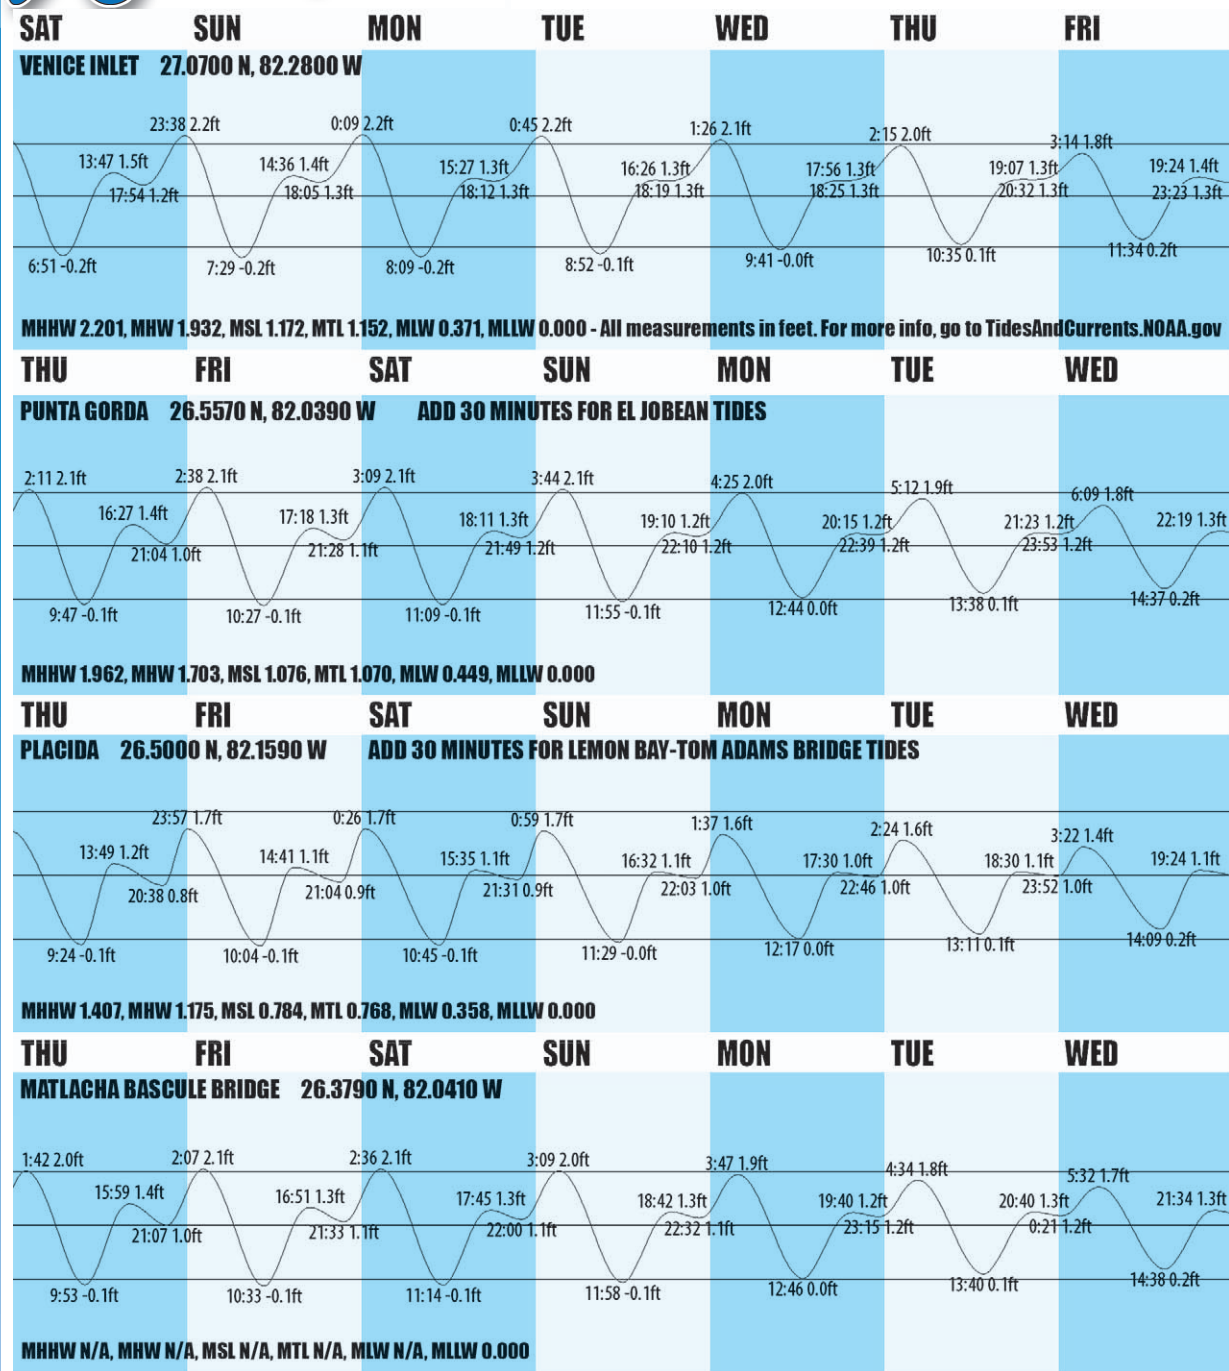 SAT SUN MON TUE WED THU FRI
VENICE INLET 27.0700 N, 82.2800 W
23:38 2.2ft 0:09 2.2ft 0:45 2.2ft 1:26 2.1ft 2:15 2.0ft 3:14 1.8ft
13:47 1.5ft 14:36 1.4ft 15:27 1.3ft 16:26 1.3ft 17:56 1.3ft 19:07 1.3ft 19:24 1.4ft
17:54 1.2ft 18:05 1.3ft 18:12 1.3ft 18:19 1.3ft 18:25 1.3ft 20:32 1.3ft 23:23 1.3ft
6:51 -0.2ft 7:29 -0.2ft 8:09 -0.2ft 8:52 -0.1ft 9:41 -0.0ft 10:35 0.1ft 11:34 0.2ft
MHHW 2.201, MHW 1.932, MSL 1.172, MTL 1.152, MLW 0.371, MLLW 0.000 - All measurements in feet. For more info, go to TidesAndCurrents.NOAA.gov
THU FRI SAT SUN MON TUE WED
PUNTA GORDA 26.5570 N, 82.0390 W ADD 30 MINUTES FOR EL JOBEAN TIDES
2:11 2.1ft 2:38 2.1ft 3:09 2.1ft 3:44 2.1ft 4:25 2.0ft 5:12 1.9ft 6:09 1.8ft
16:27 1.4ft 17:18 1.3ft 18:11 1.3ft 19:10 1.2ft 20:15 1.2ft 21:23 1.2ft 22:19 1.3ft
21:04 1.0ft 21:28 1.1ft 21:49 1.2ft 22:10 1.2ft 22:39 1.2ft 23:53 1.2ft
9:47 -0.1ft 10:27 -0.1ft 11:09 -0.1ft 11:55 -0.1ft 12:44 0.0ft 13:38 0.1ft 14:37 0.2ft
MHHW 1.962, MHW 1.703, MSL 1.076, MTL 1.070, MLW 0.449, MLLW 0.000
THU FRI SAT SUN MON TUE WED
PLACIDA 26.5000 N, 82.1590 W ADD 30 MINUTES FOR LEMON BAY-TOM ADAMS BRIDGE TIDES
23:57 1.7ft 0:26 1.7ft 0:59 1.7ft 1:37 1.6ft 2:24 1.6ft 3:22 1.4ft
13:49 1.2ft 14:41 1.1ft 15:35 1.1ft 16:32 1.1ft 17:30 1.0ft 18:30 1.1ft 19:24 1.1ft
20:38 0.8ft 21:04 0.9ft 21:31 0.9ft 22:03 1.0ft 22:46 1.0ft 23:52 1.0ft
9:24 -0.1ft 10:04 -0.1ft 10:45 -0.1ft 11:29 -0.0ft 12:17 0.0ft 13:11 0.1ft 14:09 0.2ft
MHHW 1.407, MHW 1.175, MSL 0.784, MTL 0.768, MLW 0.358, MLLW 0.000
THU FRI SAT SUN MON TUE WED
MATLACHA BASCULE BRIDGE 26.3790 N, 82.0410 W
1:42 2.0ft 2:07 2.1ft 2:36 2.1ft 3:09 2.0ft 3:47 1.9ft 4:34 1.8ft 5:32 1.7ft
15:59 1.4ft 16:51 1.3ft 17:45 1.3ft 18:42 1.3ft 19:40 1.2ft 20:40 1.3ft 21:34 1.3ft
21:07 1.0ft 21:33 1.1ft 22:00 1.1ft 22:32 1.1ft 23:15 1.2ft 0:21 1.2ft
9:53 -0.1ft 10:33 -0.1ft 11:14 -0.1ft 11:58 -0.1ft 12:46 0.0ft 13:40 0.1ft 14:38 0.2ft
MHHW N/A, MHW N/A, MSL N/A, MTL N/A, MLW N/A, MLLW 0.000